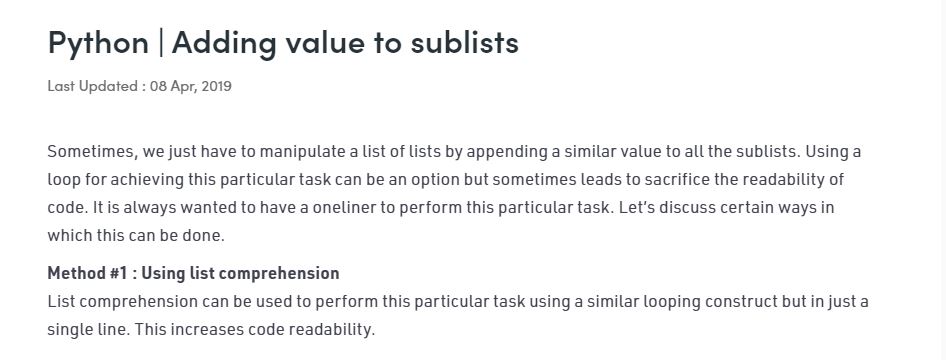 Python | Adding value to sublists
Last Updated : 08 Apr, 2019
Sometimes, we just have to manipulate a list of lists by appending a similar value to all the sublists. Using a
loop for achieving this particular task can be an option but sometimes leads to sacrifice the readability of
code. It is always wanted to have a oneliner to perform this particular task. Let’s discuss certain ways in
which this can be done.
Method #1 : Using list comprehension
List comprehension can be used to perform this particular task using a similar looping construct but in just a
single line. This increases code readability.